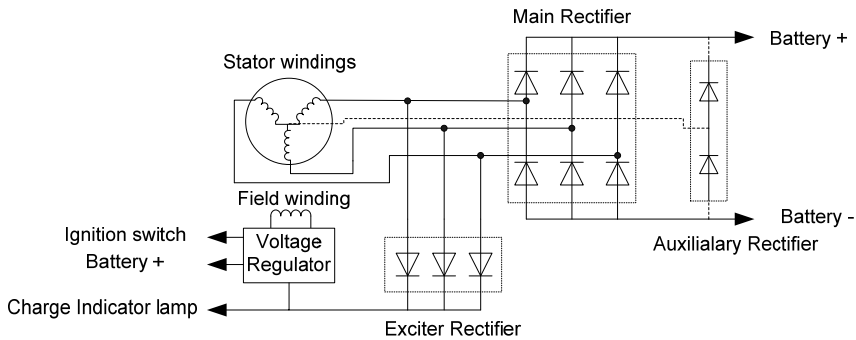 Main Rectifier
Battery +
Stator windings
Field winding
Battery -
Ignition switch
Voltage
Regulator
Auxilialary Rectifier
Battery +
Charge Indicator lamp
Exciter Rectifier